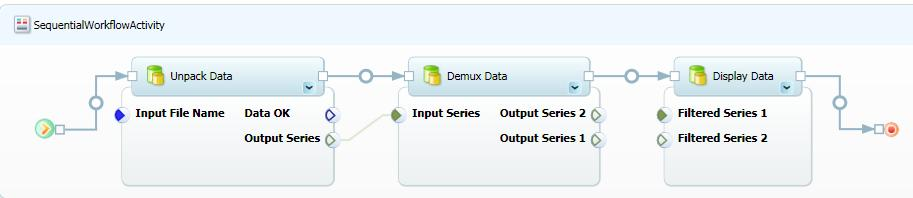 SequentialWorkflowActivity
Unpack Data
Demux Data
Display Data
Input File Name Data OK
Output Series
Input Series Output Series 2
Output Series 1
Filtered Series 1
Filtered Series 2